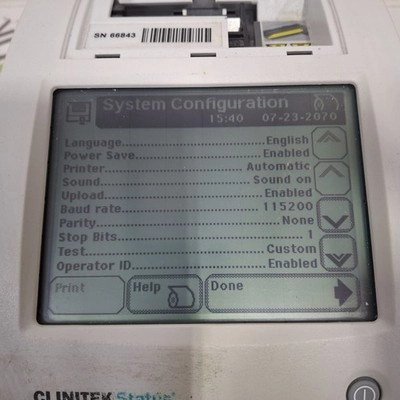 SN 66843
System Configuration
15:40 07-23-2070
Language...........................English
Power Save.......................Enabled
Printer..........................Automatic
Sound............................Sound on
Upload.............................Enabled
Baud rate..........................115200
Parity.................................None
Stop Bits.................................1
Test................................Custom
Operator ID.......................Enabled
Print Help Done
CLINITEK Status